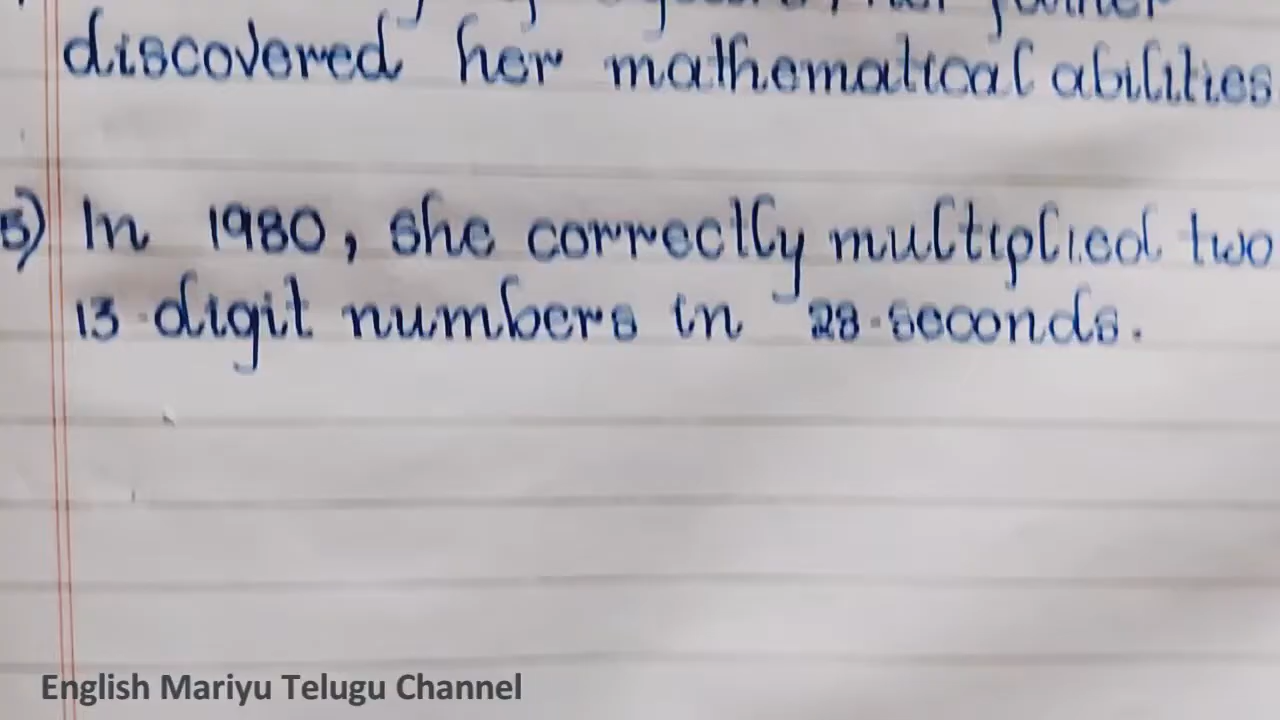 father
discovered her mathematical abilities
5) In 1980, she correctly multiplied two
13-digit numbers in 28-seconds.
English Mariyu Telugu Channel